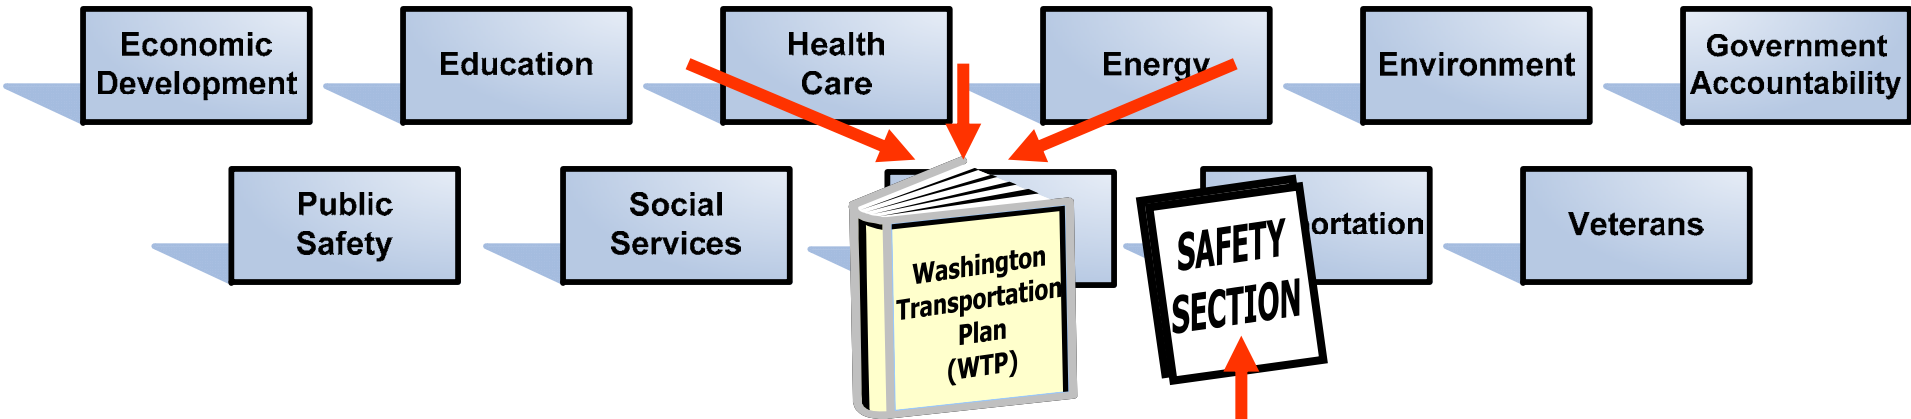 Economic
Development
Education
Health
Care
Energy
Environment
Government
Accountability
Public
Safety
Social
Services
Washington
Transportation
Plan
(WTP)
SAFETY
SECTION
ortation
Veterans